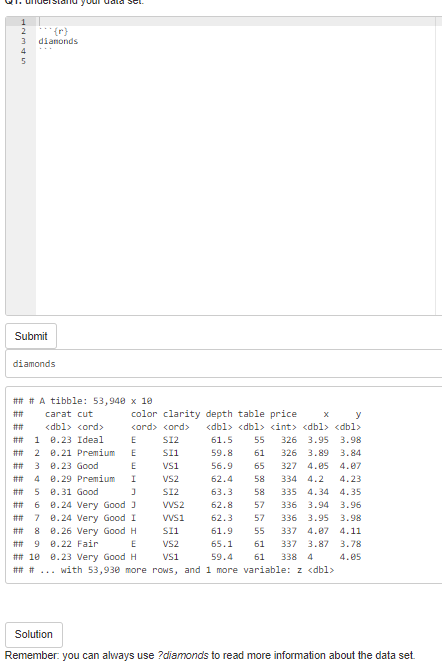 Q1. understand your data set.
1
2 ```{r}
3 diamonds
4 ```
5
Submit
diamonds
## # A tibble: 53,940 x 10
## carat cut color clarity depth table price x y
## <dbl> <ord> <ord> <ord> <dbl> <dbl> <int> <dbl> <dbl>
## 1 0.23 Ideal E SI2 61.5 55 326 3.95 3.98
## 2 0.21 Premium E SI1 59.8 61 326 3.89 3.84
## 3 0.23 Good E VS1 56.9 65 327 4.05 4.07
## 4 0.29 Premium I VS2 62.4 58 334 4.2 4.23
## 5 0.31 Good J SI2 63.3 58 335 4.34 4.35
## 6 0.24 Very Good J VVS2 62.8 57 336 3.94 3.96
## 7 0.24 Very Good I VVS1 62.3 57 336 3.95 3.98
## 8 0.26 Very Good H SI1 61.9 55 337 4.07 4.11
## 9 0.22 Fair E VS2 65.1 61 337 3.87 3.78
## 10 0.23 Very Good H VS1 59.4 61 338 4 4.05
## # ... with 53,930 more rows, and 1 more variable: z <dbl>
Solution
Remember: you can always use ?diamonds to read more information about the data set.